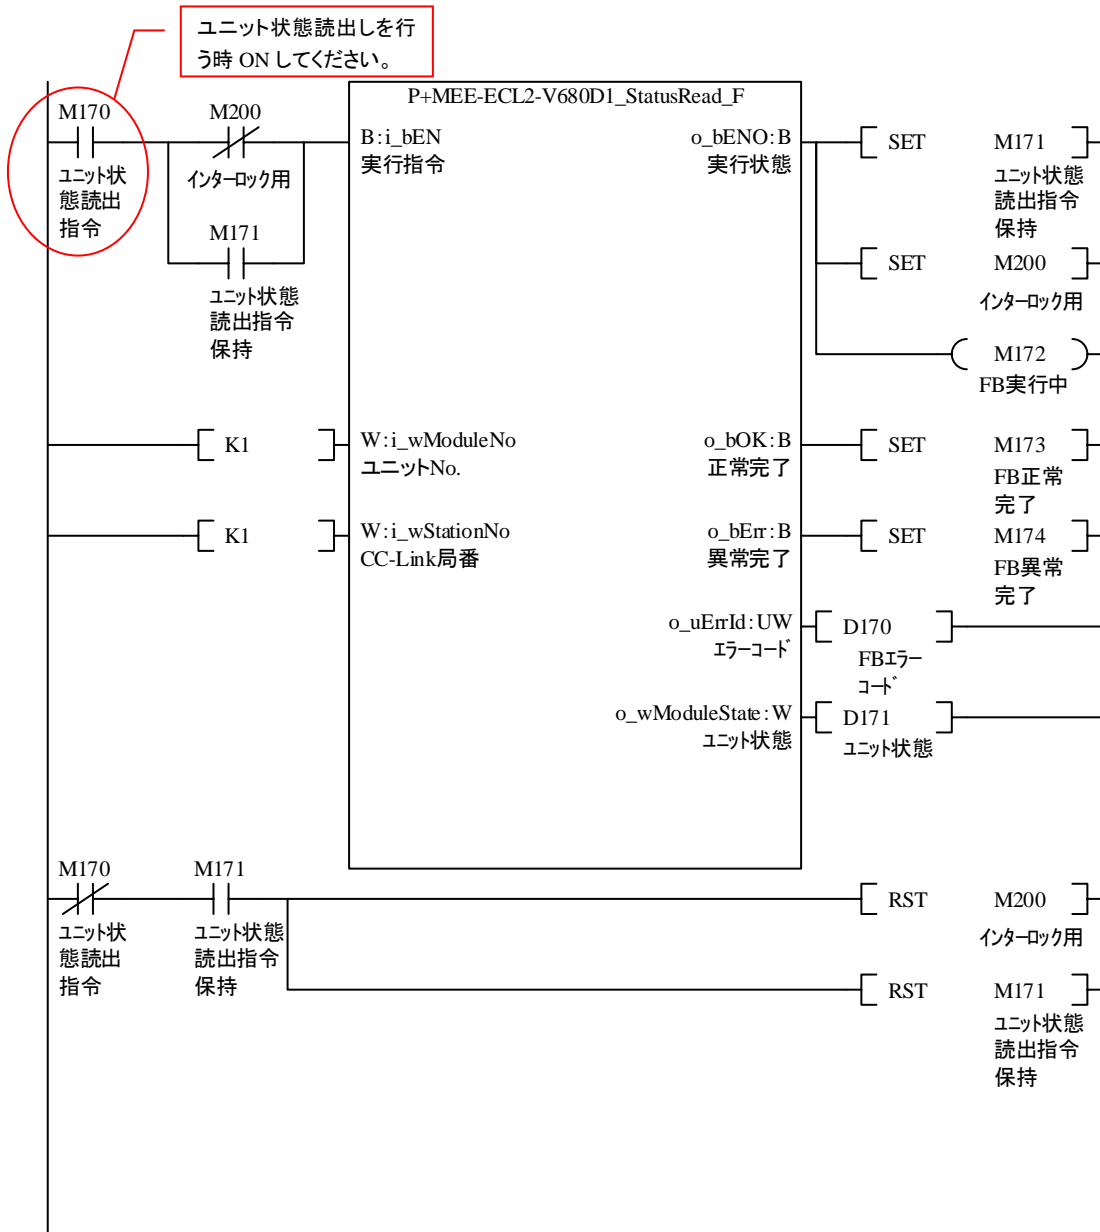 ユニット状態読出しを行
う時 ON してください。
P+MEE-ECL2-V680D1_StatusRead_F
M170
ユニット状
態読出
指令
M200
インターロック用
M171
ユニット状態
読出指令
保持
B:i_bEN
実行指令
o_bENO:B
実行状態
SET M171
ユニット状態
読出指令
保持
SET M200
インターロック用
M172
FB実行中
K1
W:i_wModuleNo
ユニットNo.
o_bOK:B
正常完了
SET M173
FB正常
完了
K1
W:i_wStationNo
CC-Link局番
o_bErr:B
異常完了
SET M174
FB異常
完了
o_uErrId:UW
エラーコード
D170
FBエラー
コード
o_wModuleState:W
ユニット状態
D171
ユニット状態
M170
ユニット状
態読出
指令
M171
ユニット状態
読出指令
保持
RST M200
インターロック用
RST M171
ユニット状態
読出指令
保持